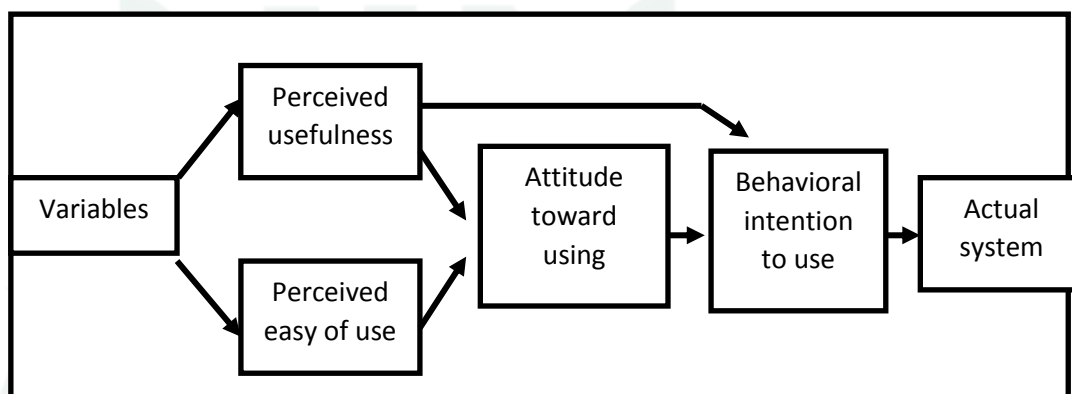 Perceived
usefulness
Variables
Perceived
easy of use
Attitude
toward
using
Behavioral
intention
to use
Actual
system